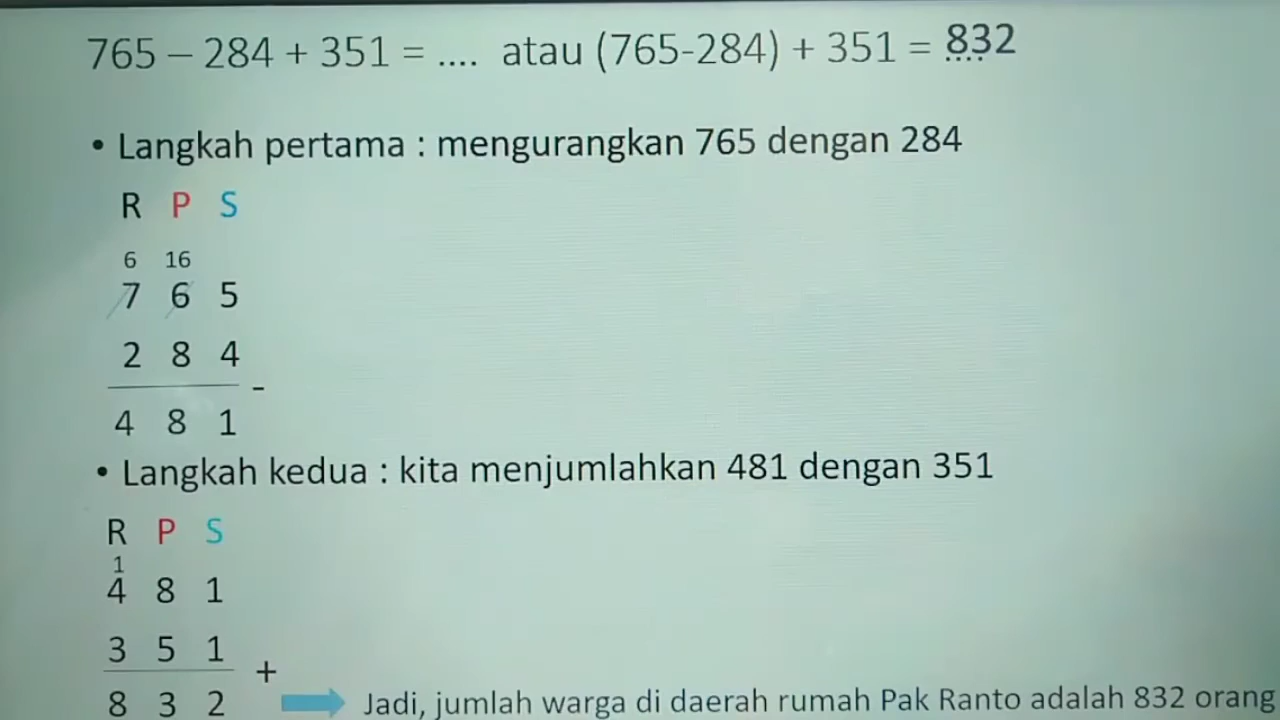 765 – 284 + 351 = .... atau (765-284) + 351 = 832
....
• Langkah pertama : mengurangkan 765 dengan 284
R P S
6 16
7 6 5
2 8 4
-
4 8 1
• Langkah kedua : kita menjumlahkan 481 dengan 351
R P S
1
4 8 1
3 5 1
+
8 3 2
Jadi, jumlah warga di daerah rumah Pak Ranto adalah 832 orang